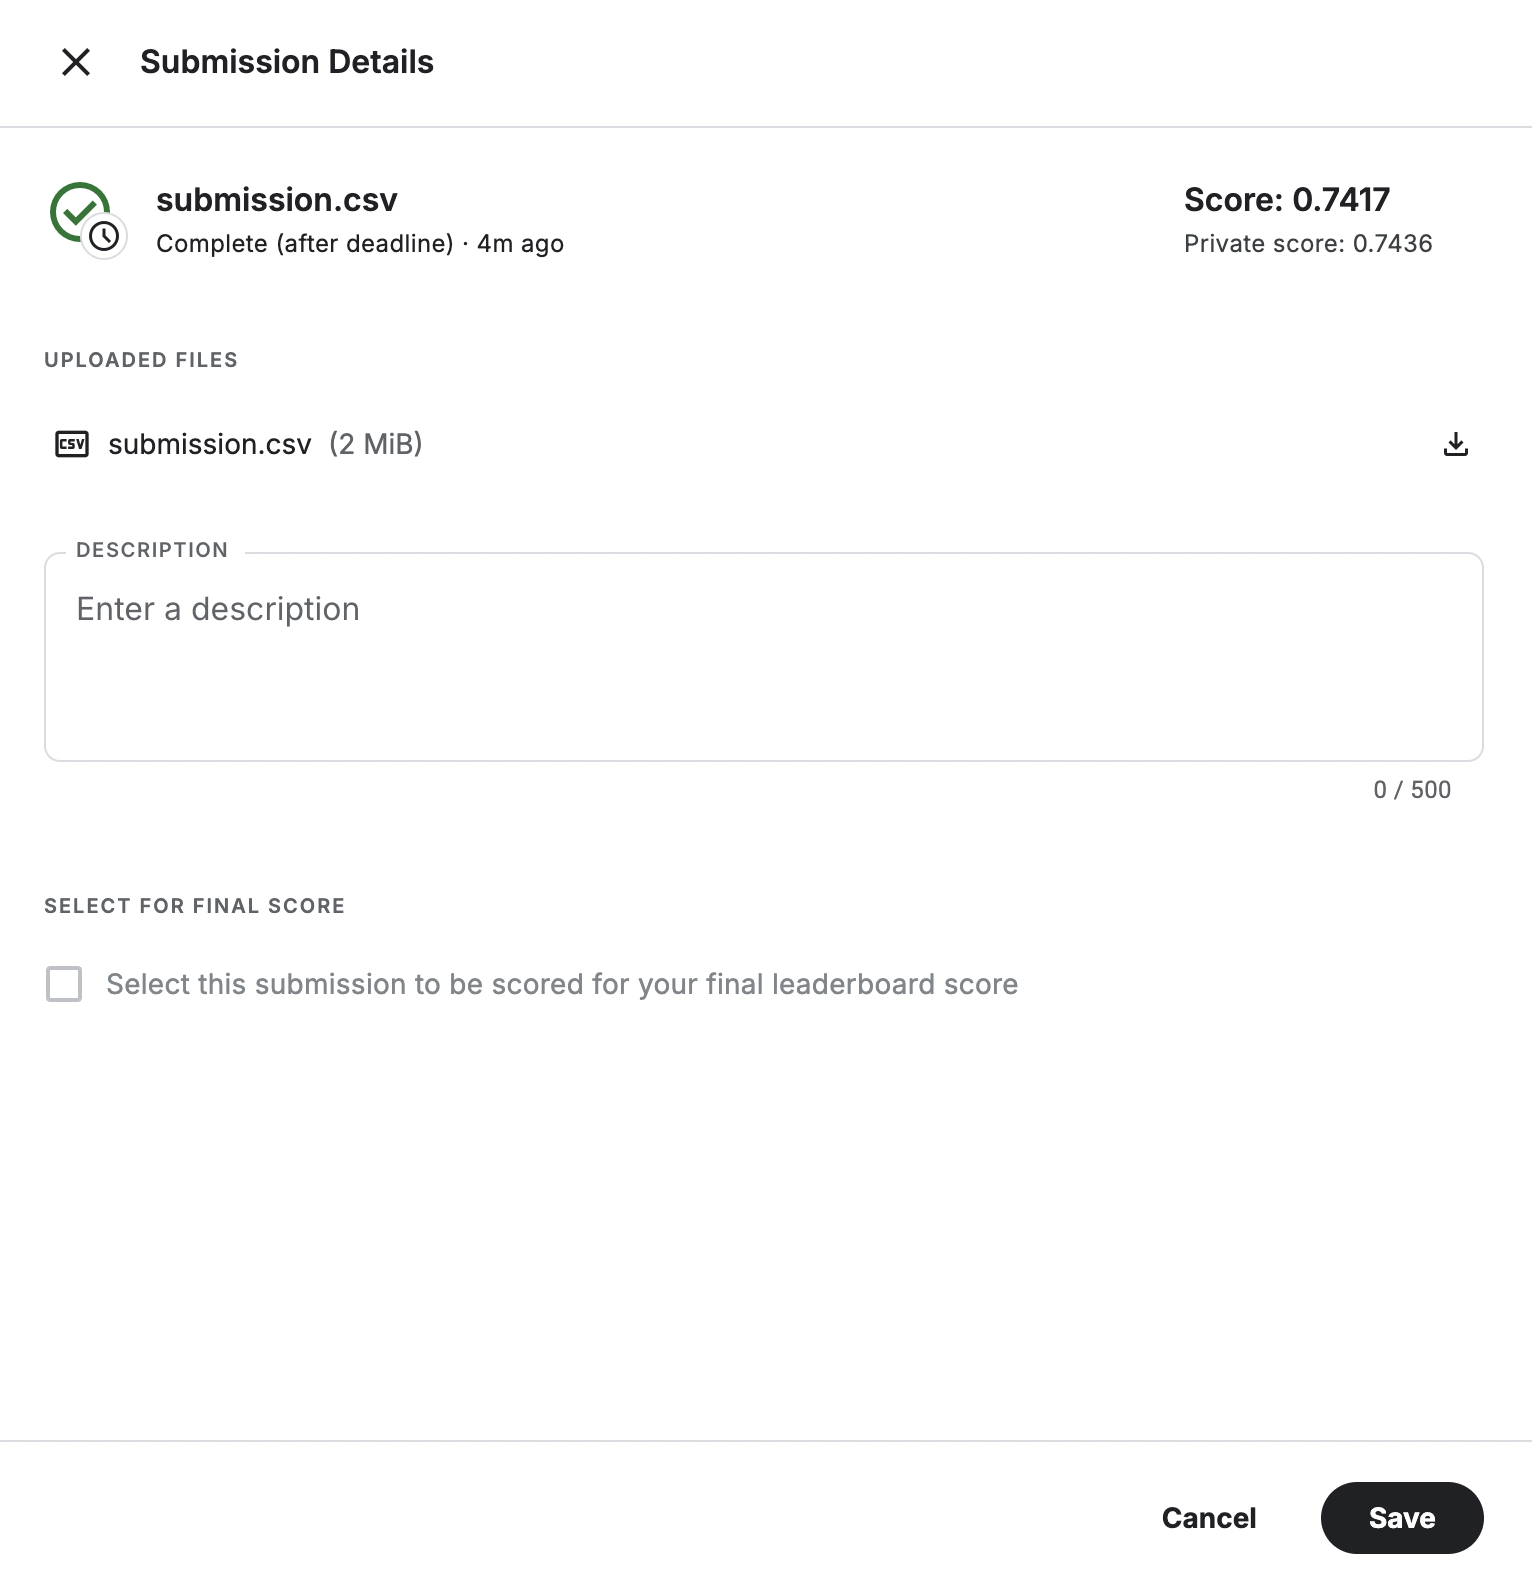 Submission Details
submission.csv
Complete (after deadline) · 4m ago
Score: 0.7417
Private score: 0.7436
UPLOADED FILES
CSV submission.csv (2 MiB)
DESCRIPTION
Enter a description
0 / 500
SELECT FOR FINAL SCORE
Select this submission to be scored for your final leaderboard score
Cancel Save